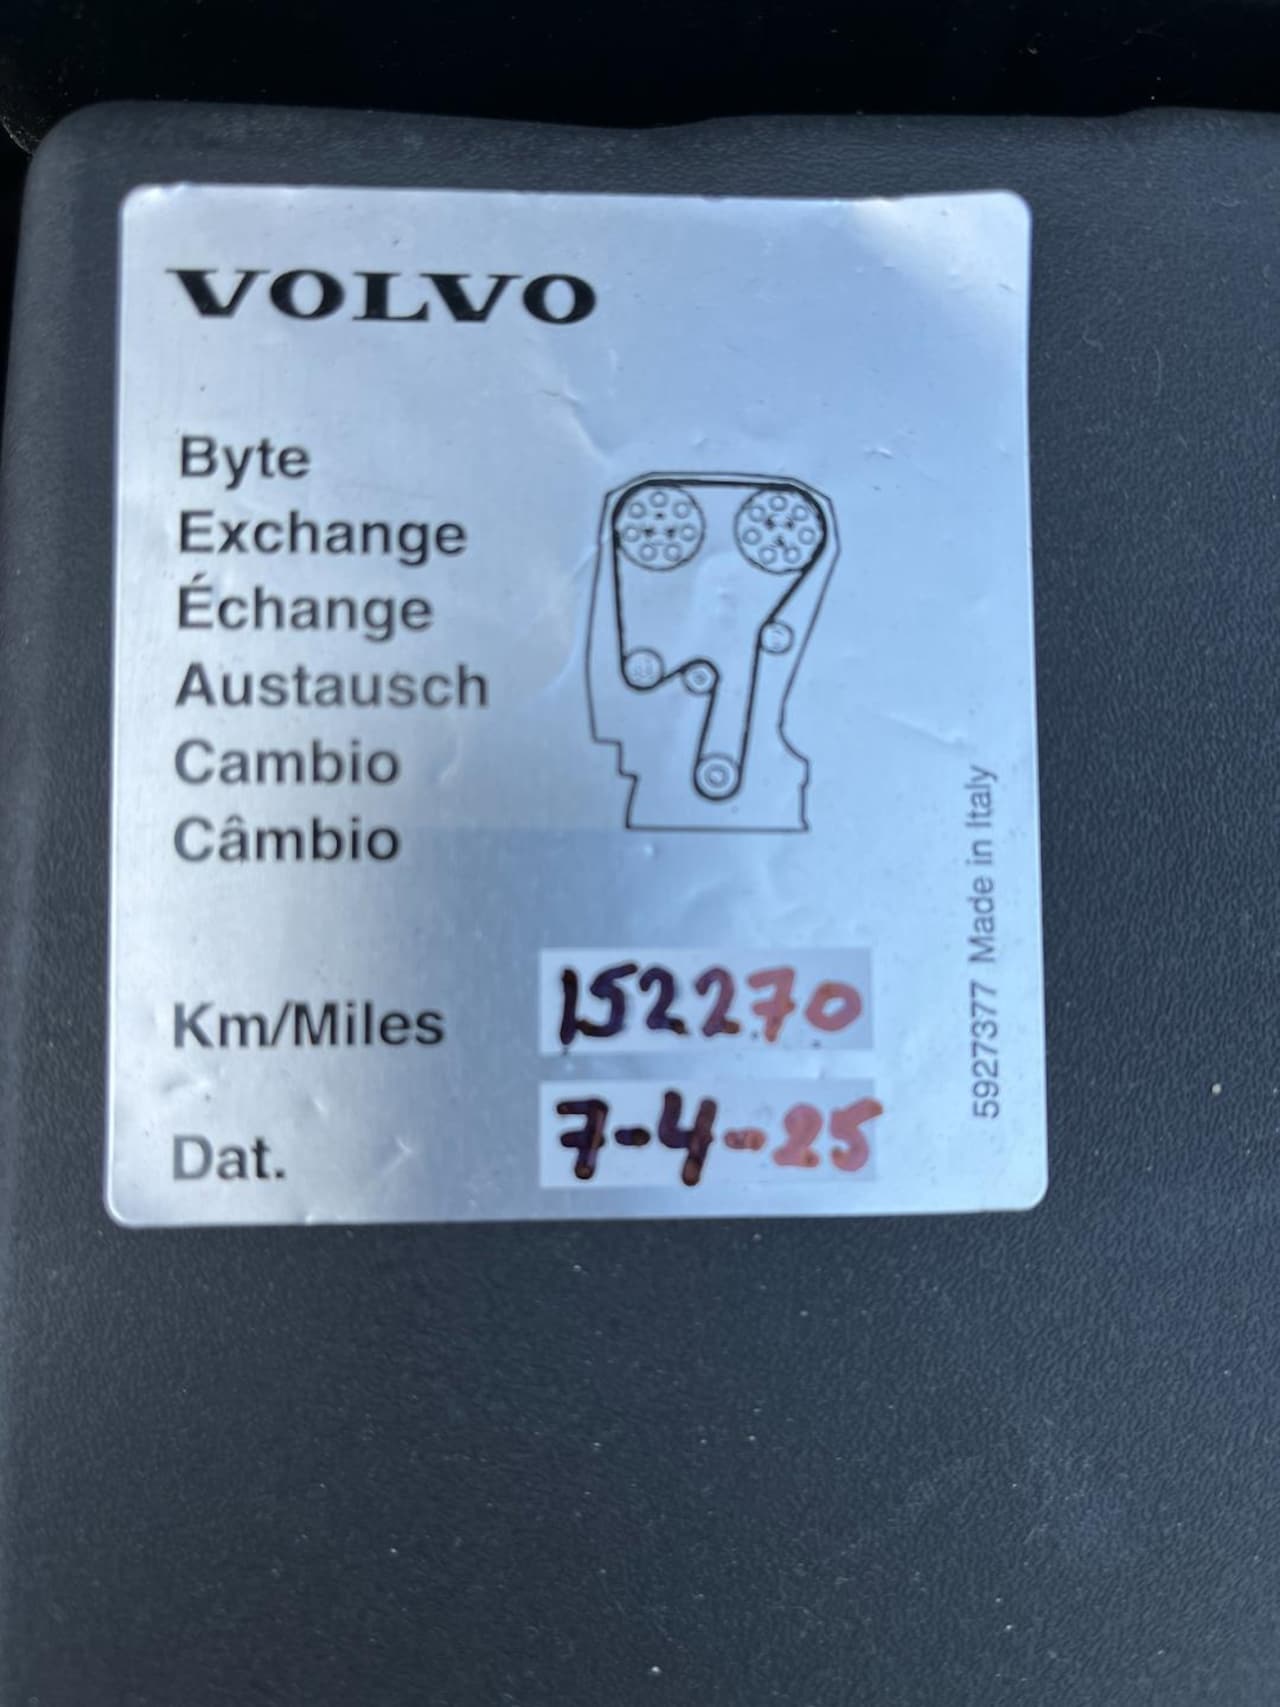 VOLVO
Byte
Exchange
Échange
Austausch
Cambio
Câmbio
Km/Miles 152270
Dat. 7-4-25
5927377 Made in Italy